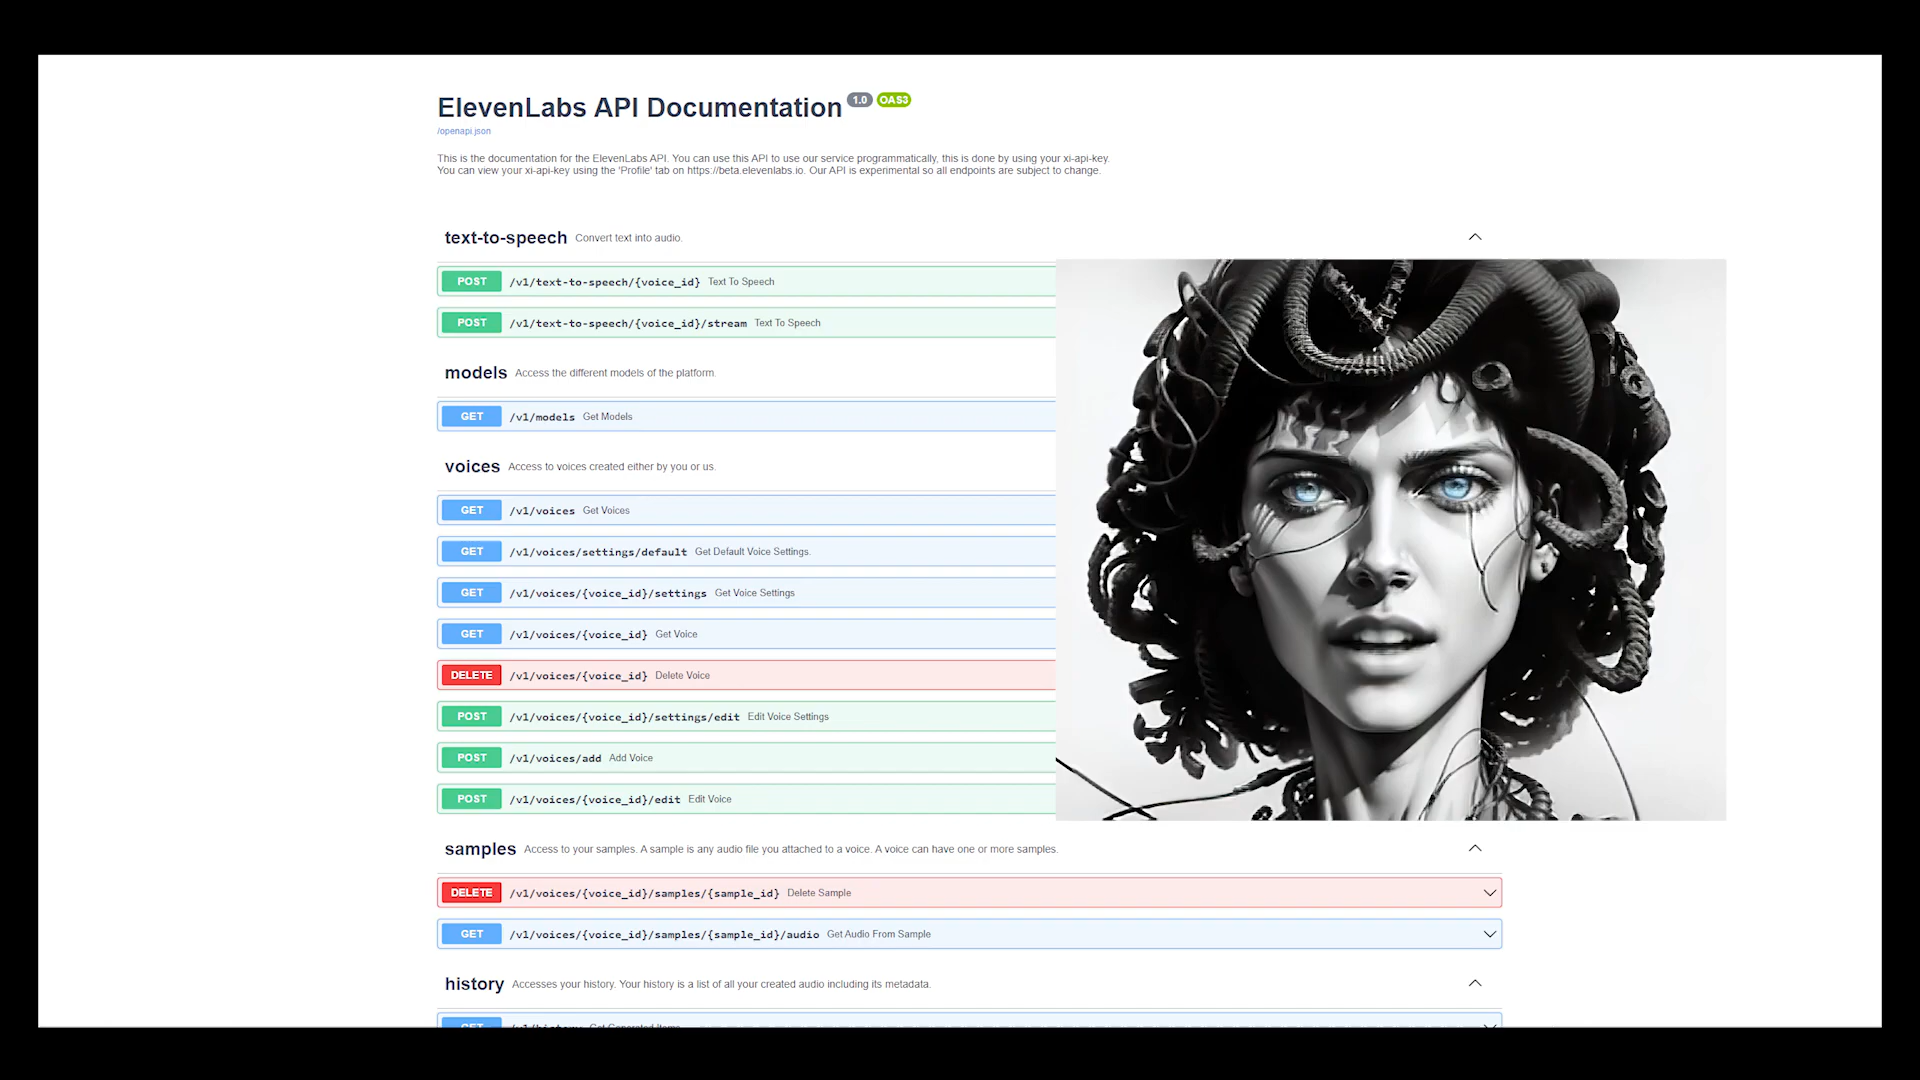 ElevenLabs API Documentation 1.0 OAS3
/openapi.json
This is the documentation for the ElevenLabs API. You can use this API to use our service programmatically, this is done by using your xi-api-key.
You can view your xi-api-key using the 'Profile' tab on https://beta.elevenlabs.io. Our API is experimental so all endpoints are subject to change.
text-to-speech Convert text into audio.
POST /v1/text-to-speech/{voice_id} Text To Speech
POST /v1/text-to-speech/{voice_id}/stream Text To Speech
models Access the different models of the platform.
GET /v1/models Get Models
voices Access to voices created either by you or us.
GET /v1/voices Get Voices
GET /v1/voices/settings/default Get Default Voice Settings.
GET /v1/voices/{voice_id}/settings Get Voice Settings
GET /v1/voices/{voice_id} Get Voice
DELETE /v1/voices/{voice_id} Delete Voice
POST /v1/voices/{voice_id}/settings/edit Edit Voice Settings
POST /v1/voices/add Add Voice
POST /v1/voices/{voice_id}/edit Edit Voice
samples Access to your samples. A sample is any audio file you attached to a voice. A voice can have one or more samples.
DELETE /v1/voices/{voice_id}/samples/{sample_id} Delete Sample
GET /v1/voices/{voice_id}/samples/{sample_id}/audio Get Audio From Sample
history Accesses your history. Your history is a list of all your created audio including its metadata.
GET /v1/history Get Generated Items